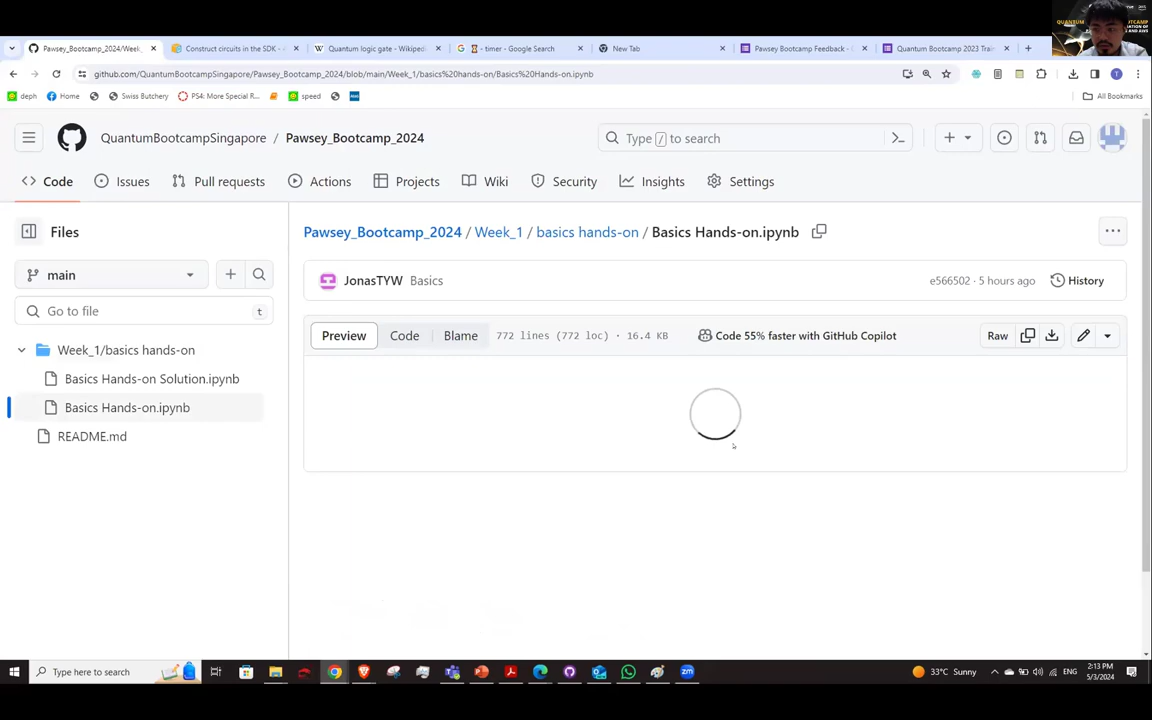 QUANTUM
Pawsey_Bootcamp_2024/Week_
Construct circuits in the SDK - A
Quantum logic gate - Wikipedi
- timer - Google Search
New Tab
Pawsey Bootcamp Feedback -
Quantum Bootcamp 2023 Trai
github.com/QuantumBootcampSingapore/Pawsey_Bootcamp_2024/blob/main/Week_1/basics%20hands-on/Basics%20Hands-on.ipynb
deph
Home
Swiss Butchery
PS4: More Special R...
speed
All Bookmarks
QuantumBootcampSingapore / Pawsey_Bootcamp_2024
Type / to search
Code
Issues
Pull requests
Actions
Projects
Wiki
Security
Insights
Settings
Files
Pawsey_Bootcamp_2024 / Week_1 / basics hands-on / Basics Hands-on.ipynb
main
JonasTYW Basics
e566502 · 5 hours ago
History
Go to file
t
Preview
Code
Blame
772 lines (772 loc) · 16.4 KB
Code 55% faster with GitHub Copilot
Raw
Week_1/basics hands-on
Basics Hands-on Solution.ipynb
Basics Hands-on.ipynb
README.md
Type here to search
33°C Sunny
ENG
2:13 PM
5/3/2024